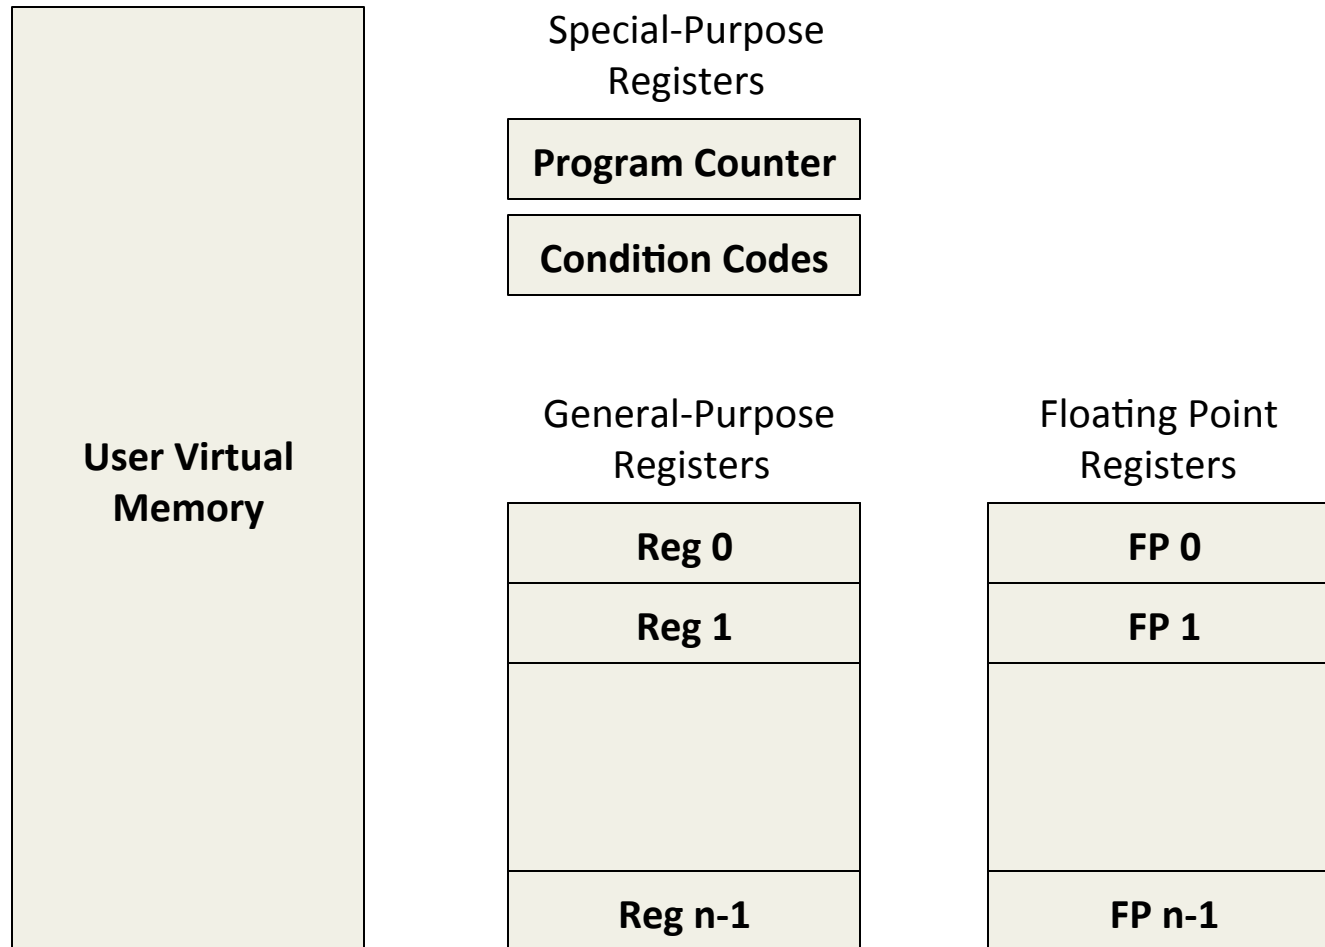 User Virtual
Memory
Special-Purpose
Registers
Program Counter
Condition Codes
General-Purpose
Registers
Reg 0
Reg 1
Reg n-1
Floating Point
Registers
FP 0
FP 1
FP n-1